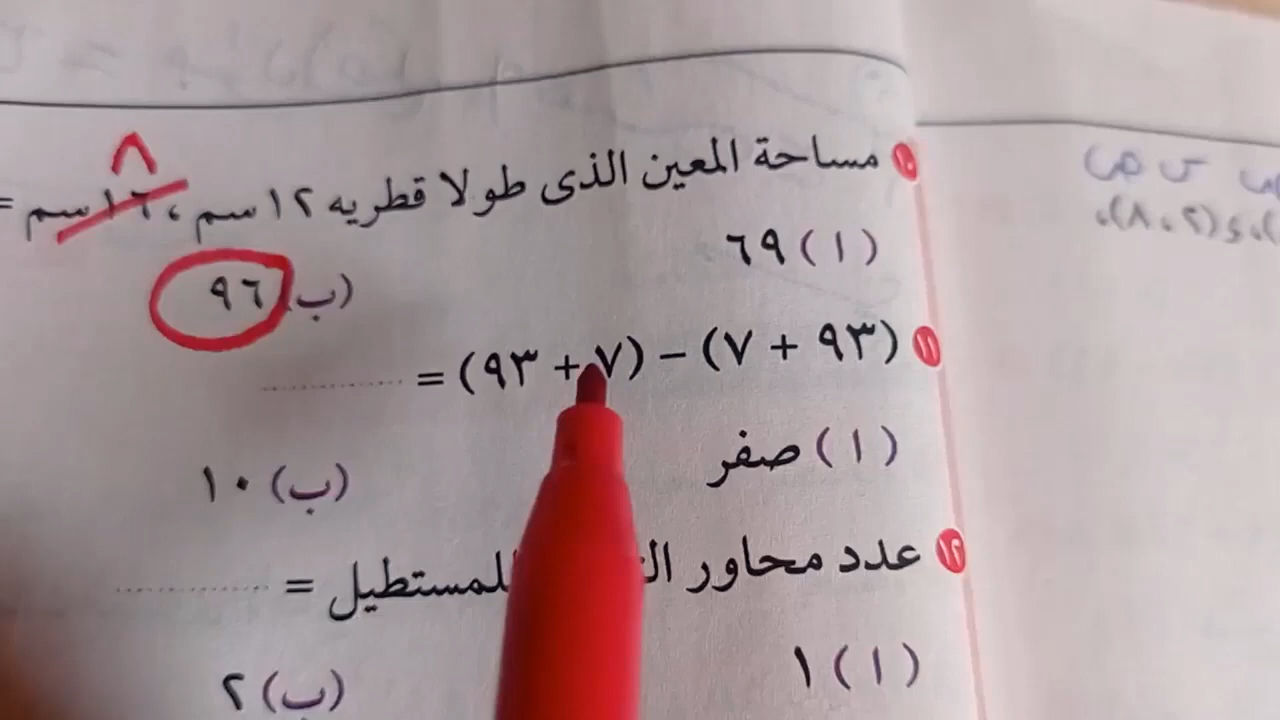 ١٠ مساحة المعين الذى طولا قطريه ١٢ سم ، ١٦ سم =
٨
(ا) ٦٩ (ب) ٩٦
١١ (٩٣ + ٧) − (٧ + ٩٣) = ............
(ا) صفر (ب) ١٠
١٢ عدد محاور للمستطيل = ............
(ا) ١ (ب) ٢